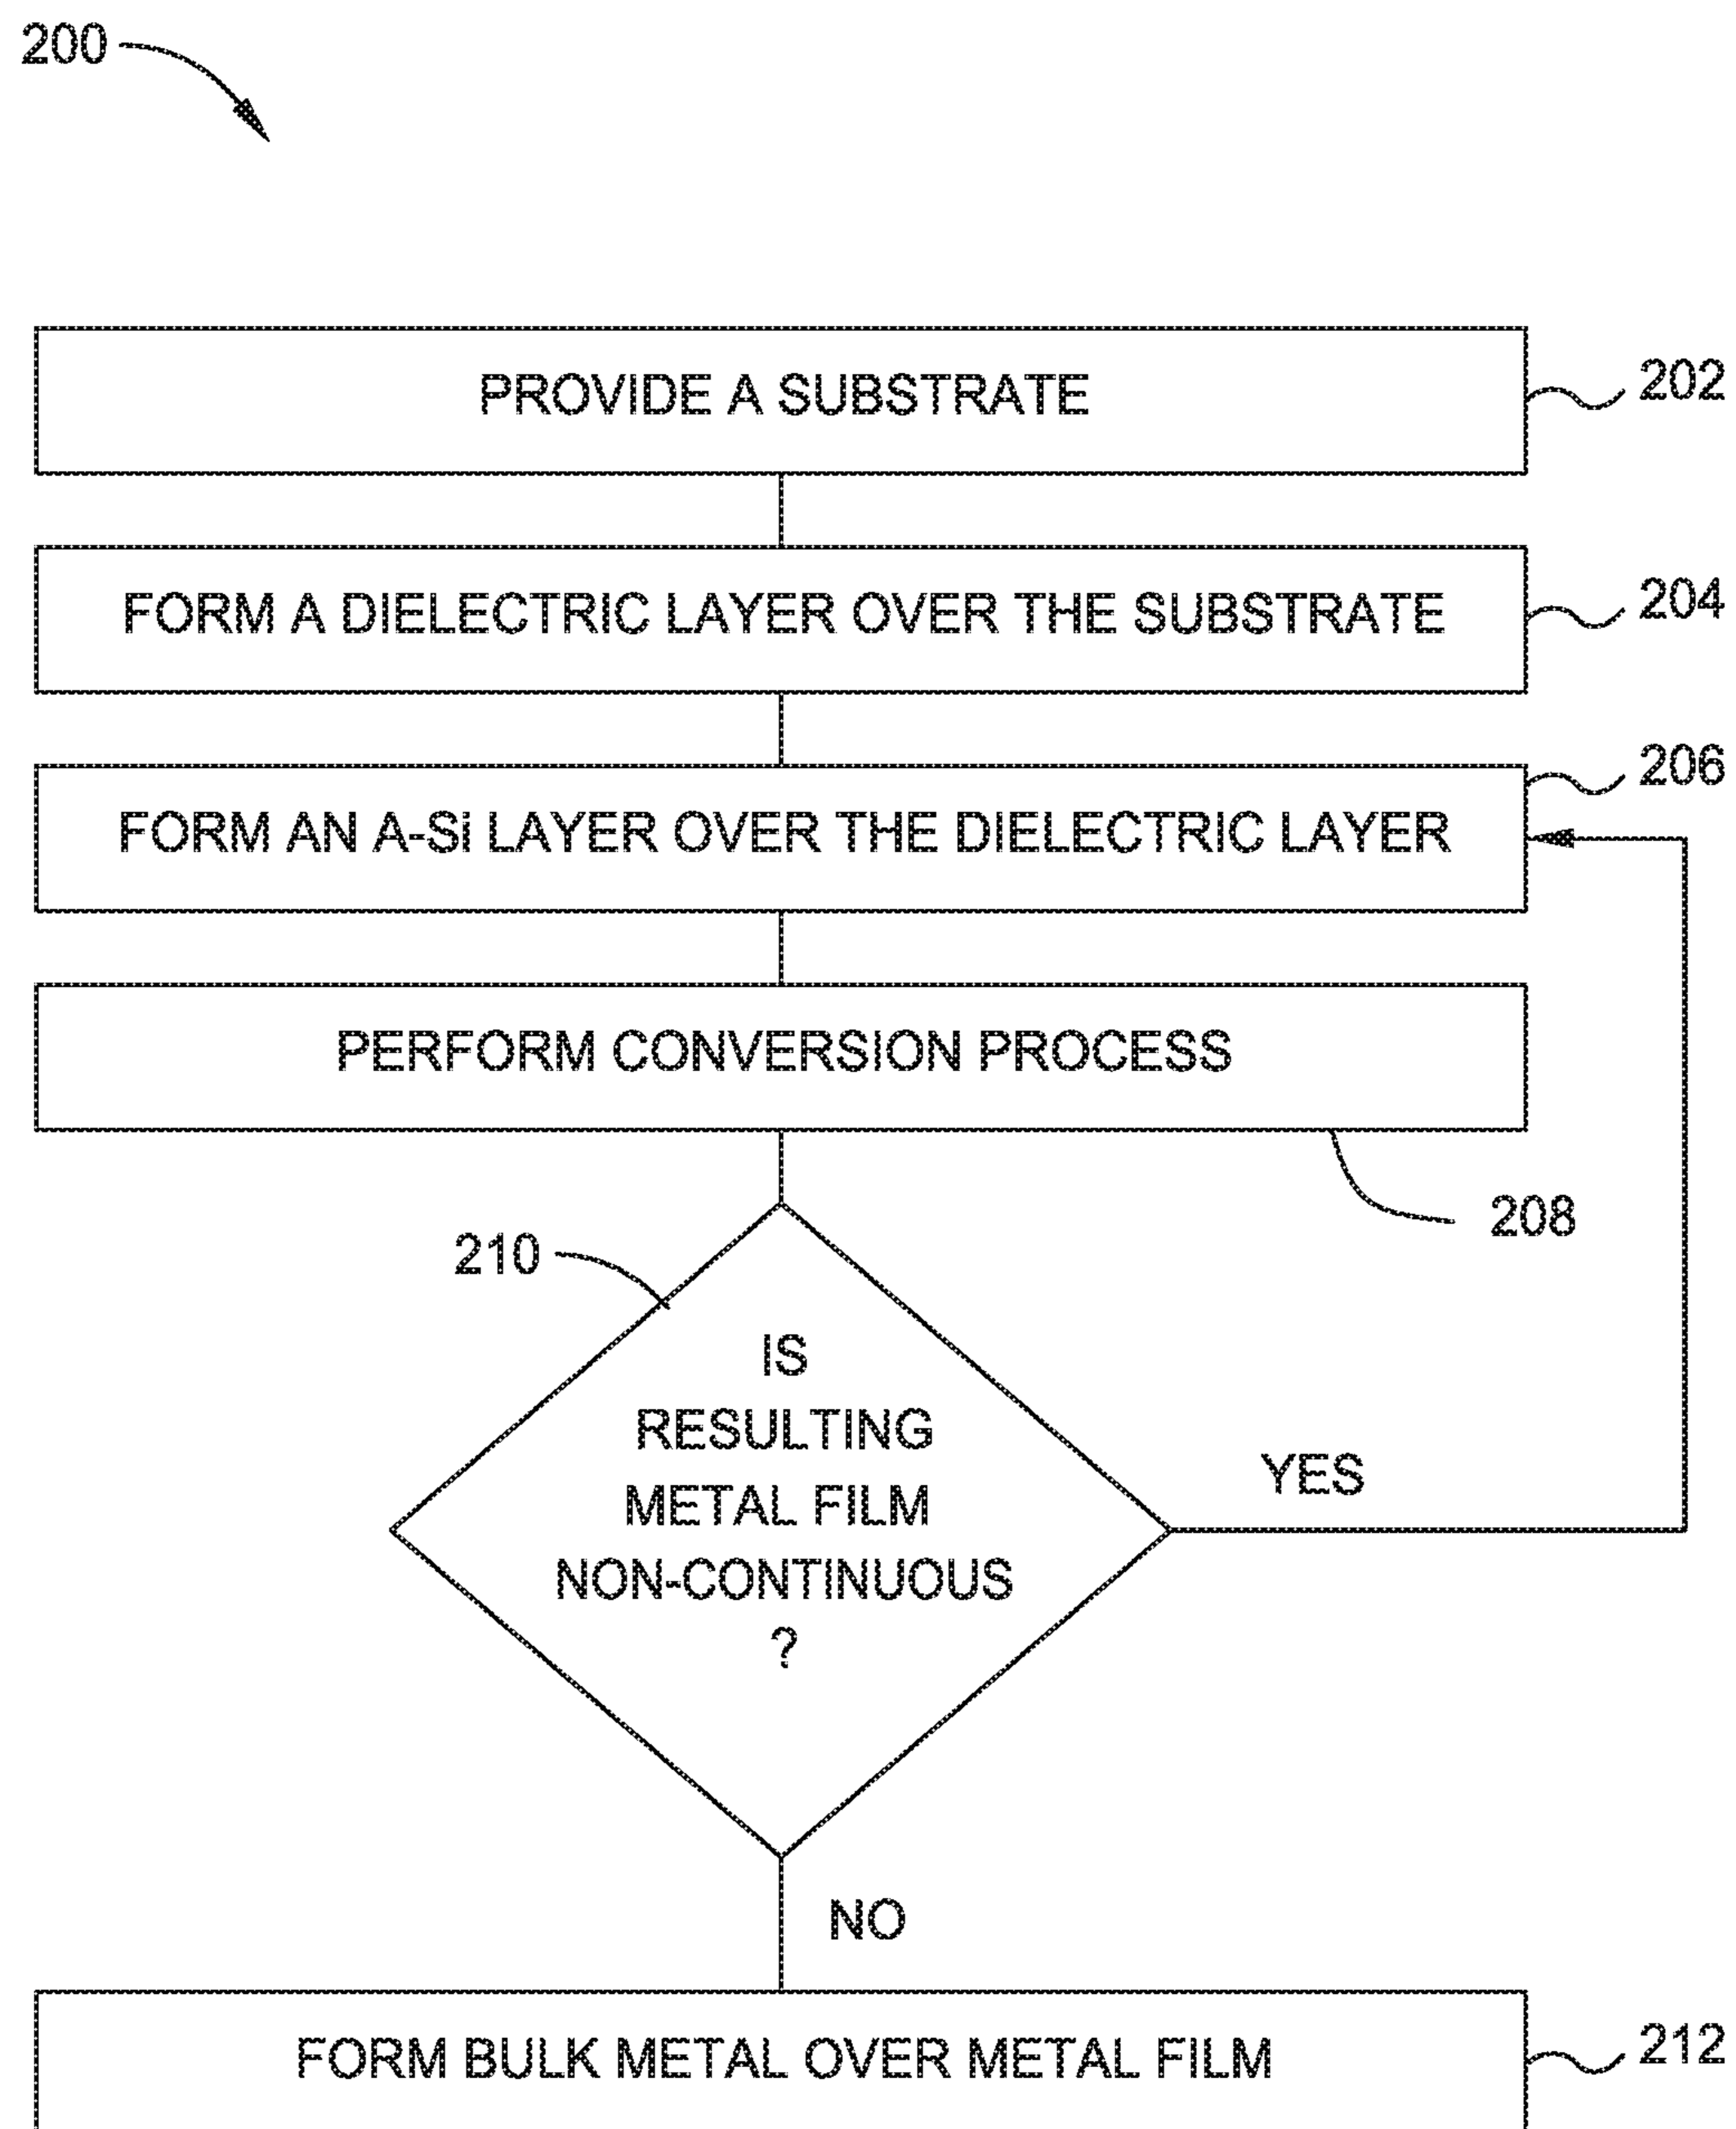 200
PROVIDE A SUBSTRATE
202
FORM A DIELECTRIC LAYER OVER THE SUBSTRATE
204
206
FORM AN A-Si LAYER OVER THE DIELECTRIC LAYER
PERFORM CONVERSION PROCESS
208
210
IS
RESULTING
METAL FILM
NON-CONTINUOUS
?
YES
NO
FORM BULK METAL OVER METAL FILM
212